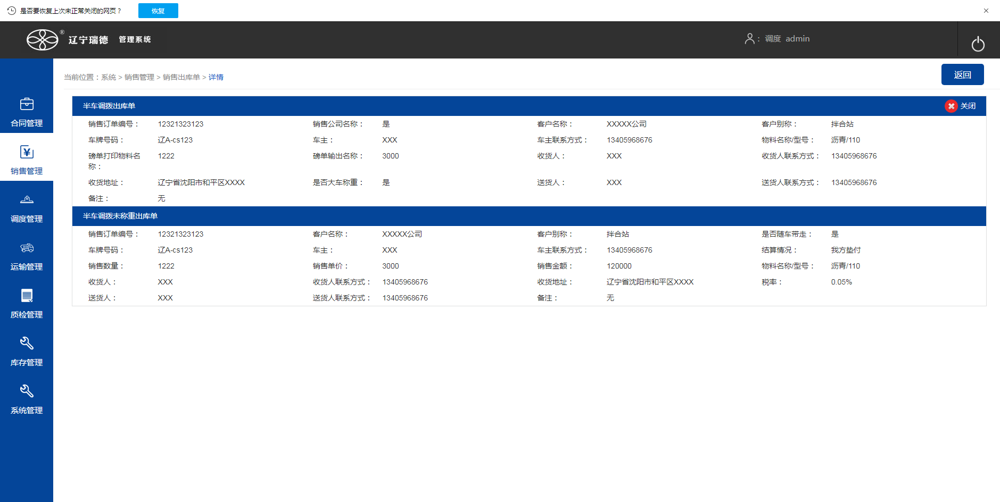 是否要恢复上次未正常关闭的网页？ 恢复
® 辽宁瑞德 管理系统 : 调度 admin
当前位置：系统 > 销售管理 > 销售出库单 > 详情 返回
合同管理
销售管理
调度管理
运输管理
质检管理
库存管理
系统管理
半车调拨出库单 关闭
销售订单编号： 12321323123 销售公司名称： 是 客户名称： XXXXX公司 客户别称： 拌合站
车牌号码： 辽A-cs123 车主： XXX 车主联系方式： 13405968676 物料名称/型号： 沥青/110
磅单打印物料名 1222 磅单输出名称： 3000 收货人： XXX 收货人联系方式： 13405968676
称：
收货地址： 辽宁省沈阳市和平区XXXX 是否大车称重： 是 送货人： XXX 送货人联系方式： 13405968676
备注： 无
半车调拨未称重出库单
销售订单编号： 12321323123 客户名称： XXXXX公司 客户别称： 拌合站 是否随车带走： 是
车牌号码： 辽A-cs123 车主： XXX 车主联系方式： 13405968676 结算情况： 我方垫付
销售数量： 1222 销售单价： 3000 销售金额： 120000 物料名称/型号： 沥青/110
收货人： XXX 收货人联系方式： 13405968676 收货地址： 辽宁省沈阳市和平区XXXX 税率： 0.05%
送货人： XXX 送货人联系方式： 13405968676 备注： 无